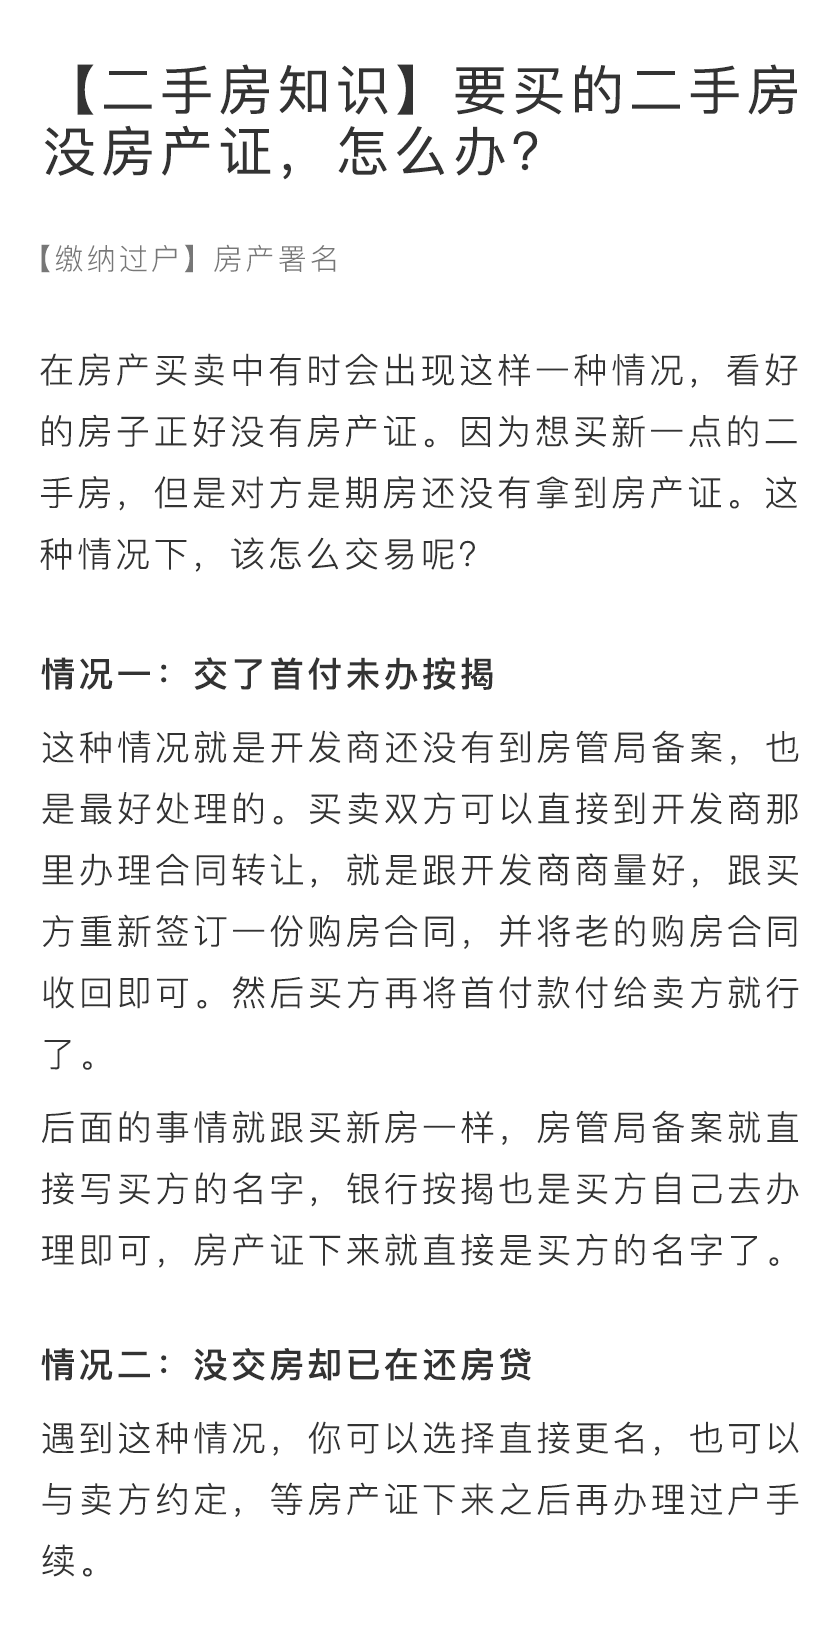 【二手房知识】要买的二手房
没房产证，怎么办？
【缴纳过户】房产署名
在房产买卖中有时会出现这样一种情况，看好
的房子正好没有房产证。因为想买新一点的二
手房，但是对方是期房还没有拿到房产证。这
种情况下，该怎么交易呢？
情况一：交了首付未办按揭
这种情况就是开发商还没有到房管局备案，也
是最好处理的。买卖双方可以直接到开发商那
里办理合同转让，就是跟开发商商量好，跟买
方重新签订一份购房合同，并将老的购房合同
收回即可。然后买方再将首付款付给卖方就行
了。
后面的事情就跟买新房一样，房管局备案就直
接写买方的名字，银行按揭也是买方自己去办
理即可，房产证下来就直接是买方的名字了。
情况二：没交房却已在还房贷
遇到这种情况，你可以选择直接更名，也可以
与卖方约定，等房产证下来之后再办理过户手
续。